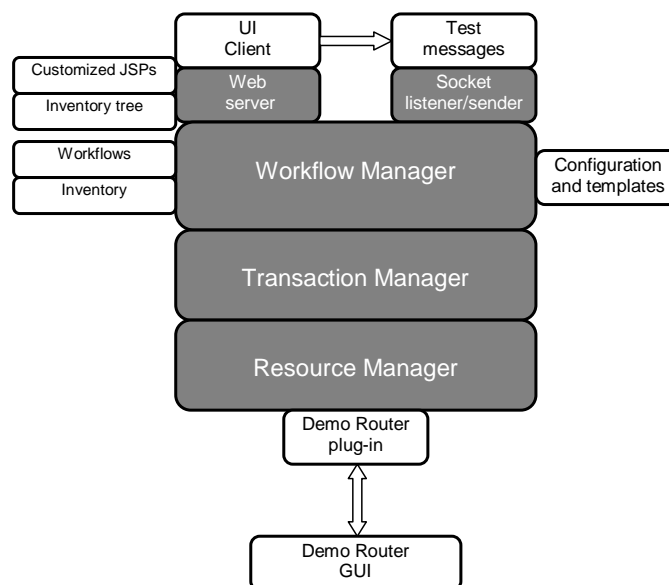 UI
Client
Test
messages
Customized JSPs
Web
server
Socket
listener/sender
Inventory tree
Workflows
Workflow Manager
Configuration
and templates
Inventory
Transaction Manager
Resource Manager
Demo Router
plug-in
Demo Router
GUI